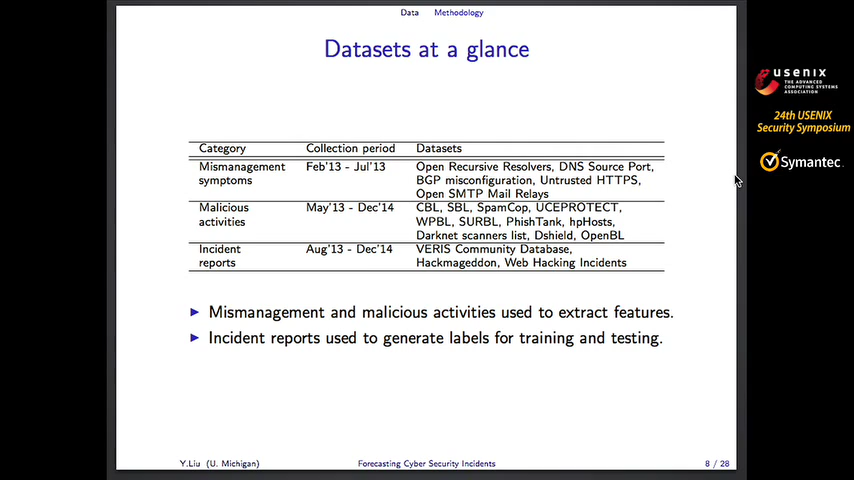 Data Methodology
Datasets at a glance
usenix
THE ADVANCED
COMPUTING SYSTEMS
ASSOCIATION
24th USENIX
Security Symposium
Symantec.
Category Collection period Datasets
Mismanagement symptoms Feb'13 - Jul'13 Open Recursive Resolvers, DNS Source Port,
BGP misconfiguration, Untrusted HTTPS,
Open SMTP Mail Relays
Malicious activities May'13 - Dec'14 CBL, SBL, SpamCop, UCEPROTECT,
WPBL, SURBL, PhishTank, hpHosts,
Darknet scanners list, Dshield, OpenBL
Incident reports Aug'13 - Dec'14 VERIS Community Database,
Hackmageddon, Web Hacking Incidents
Mismanagement and malicious activities used to extract features.
Incident reports used to generate labels for training and testing.
Y.Liu (U. Michigan) Forecasting Cyber Security Incidents 8 / 28